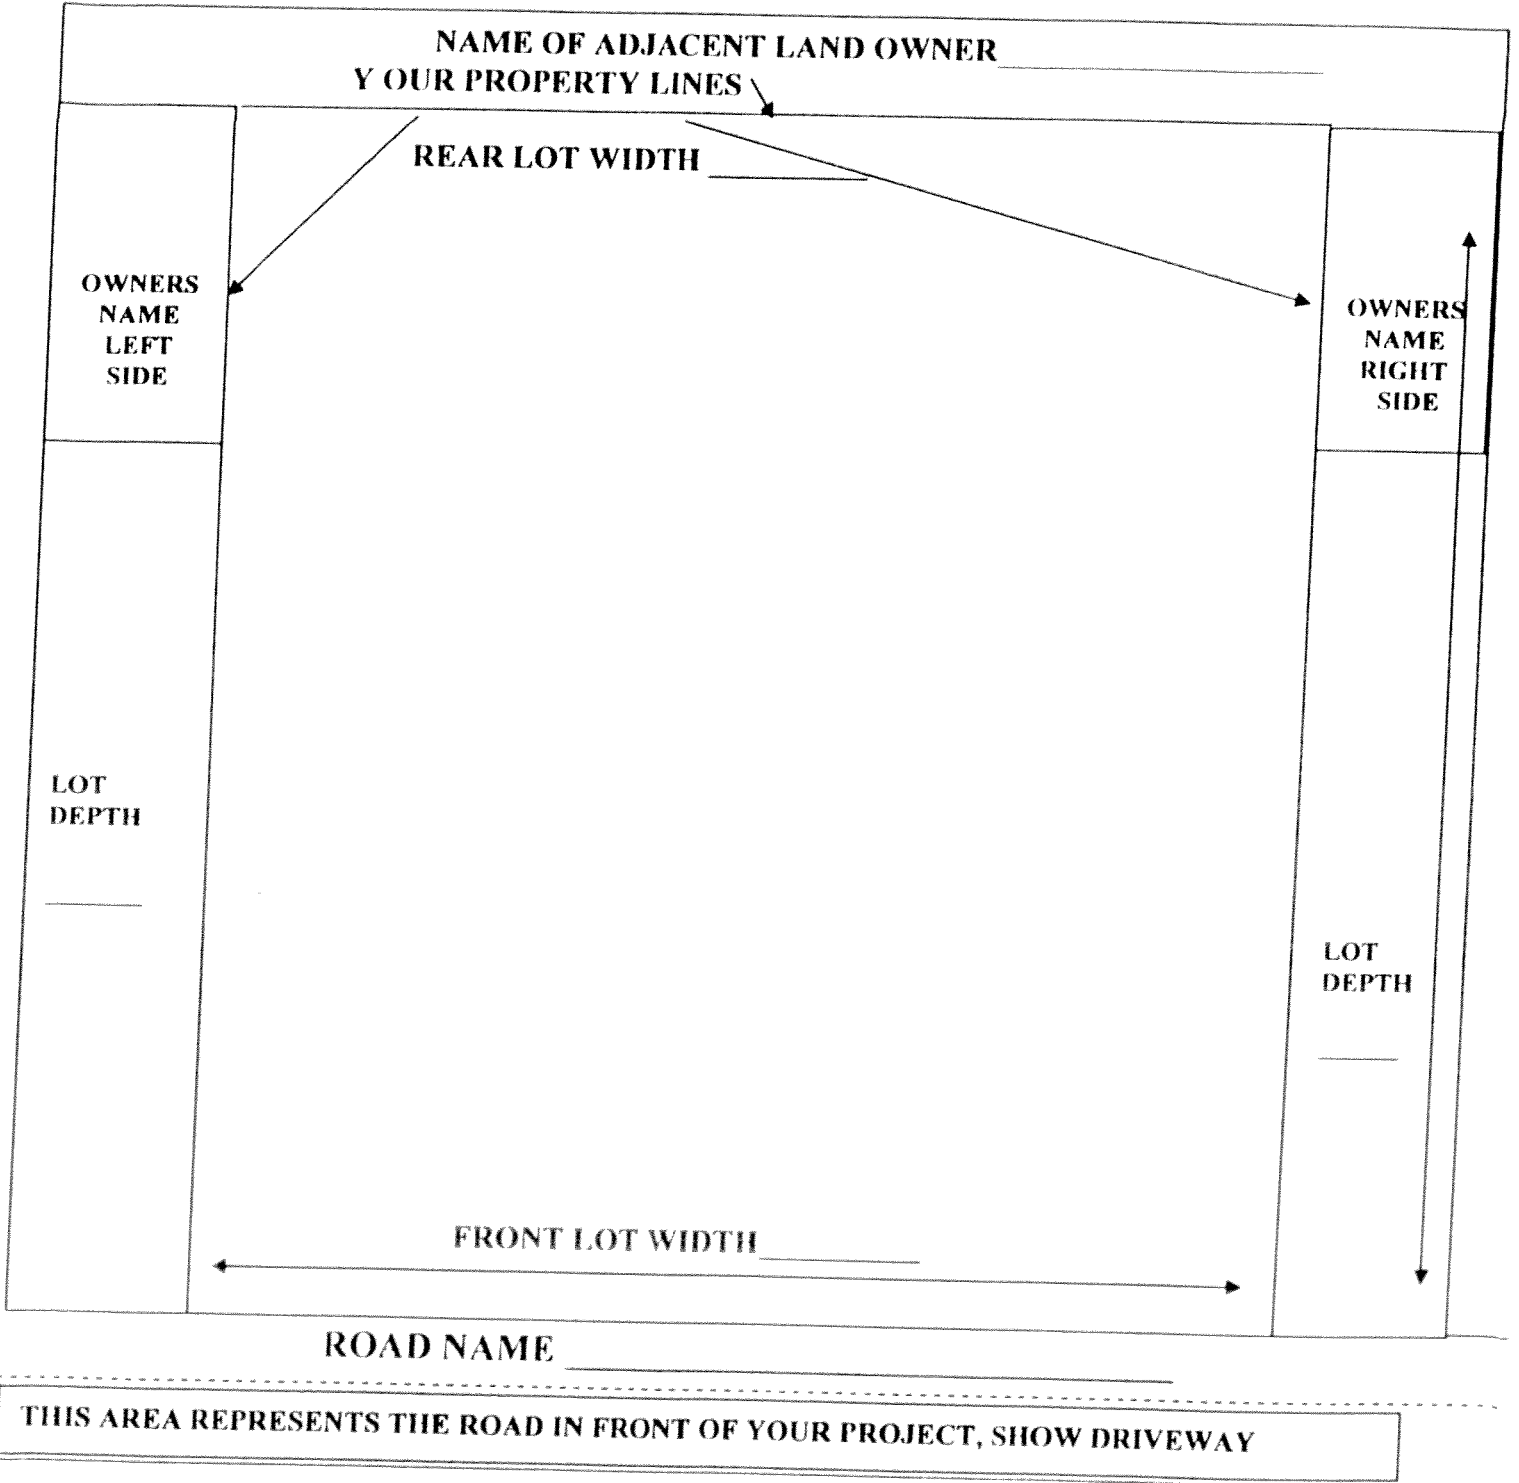 NAME OF ADJACENT LAND OWNER
Y OUR PROPERTY LINES
REAR LOT WIDTH
OWNERS
NAME
LEFT
SIDE
OWNERS
NAME
RIGHT
SIDE
LOT
DEPTH
LOT
DEPTH
FRONT LOT WIDTH
ROAD NAME
THIS AREA REPRESENTS THE ROAD IN FRONT OF YOUR PROJECT, SHOW DRIVEWAY